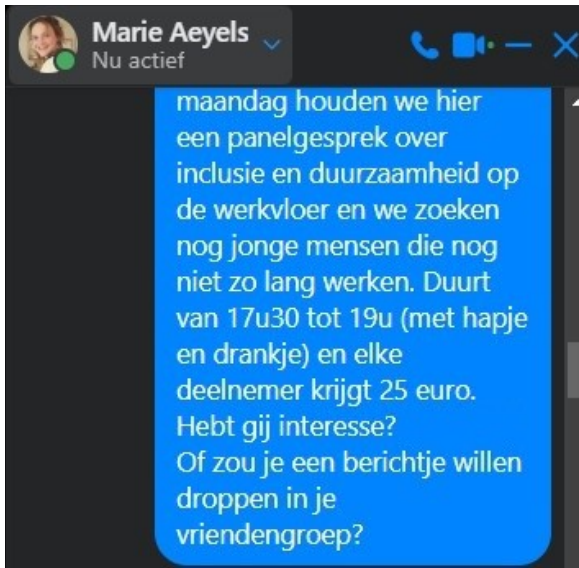 Marie Aeyels
Nu actief
maandag houden we hier
een panelgesprek over
inclusie en duurzaamheid op
de werkvloer en we zoeken
nog jonge mensen die nog
niet zo lang werken. Duurt
van 17u30 tot 19u (met hapje
en drankje) en elke
deelnemer krijgt 25 euro.
Hebt gij interesse?
Of zou je een berichtje willen
droppen in je
vriendengroep?